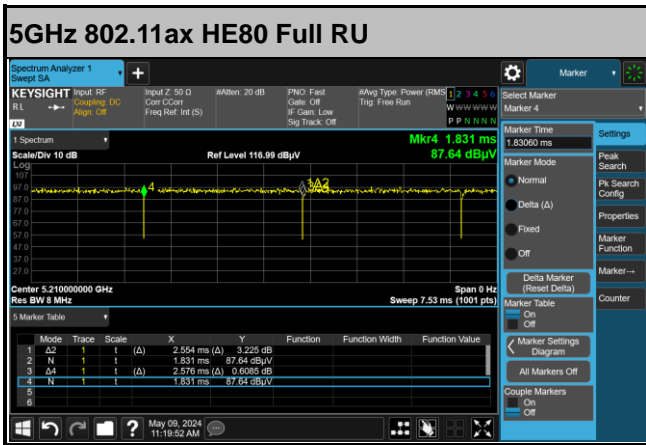 5GHz 802.11ax HE80 Full RU
Spectrum Analyzer 1
Swept SA
+
Marker
KEYSIGHT
RL
LXI
Input: RF
Coupling: DC
Align: Off
Input Z: 50 Ω
Corr CCorr
Freq Ref: Int (S)
#Atten: 20 dB
PNO: Fast
Gate: Off
IF Gain: Low
Sig Track: Off
#Avg Type: Power (RMS
Trig: Free Run
1 2 3 4 5 6
W W W W W W
P P N N N N
Select Marker
Marker 4
Marker Time
1.83060 ms
Settings
1 Spectrum
Mkr4 1.831 ms
Scale/Div 10 dB
Ref Level 116.99 dBµV
87.64 dBµV
Log
107
97.0
87.0
77.0
67.0
57.0
47.0
37.0
27.0
4
3Δ4
1Δ2
Center 5.210000000 GHz
Span 0 Hz
Res BW 8 MHz
Sweep 7.53 ms (1001 pts)
Marker Mode
Normal
Delta (Δ)
Fixed
Off
Delta Marker
(Reset Delta)
Marker Table
On
Off
Marker Settings
Diagram
All Markers Off
Couple Markers
On
Off
Peak
Search
Pk Search
Config
Properties
Marker
Function
Marker→
Counter
5 Marker Table
Mode Trace Scale X Y Function Function Width Function Value
1 Δ2 1 t (Δ) 2.554 ms (Δ) 3.225 dB
2 N 1 t 1.831 ms 87.64 dBµV
3 Δ4 1 t (Δ) 2.576 ms (Δ) 0.6085 dB
4 N 1 t 1.831 ms 87.64 dBµV
5
6
?
May 09, 2024
11:19:52 AM